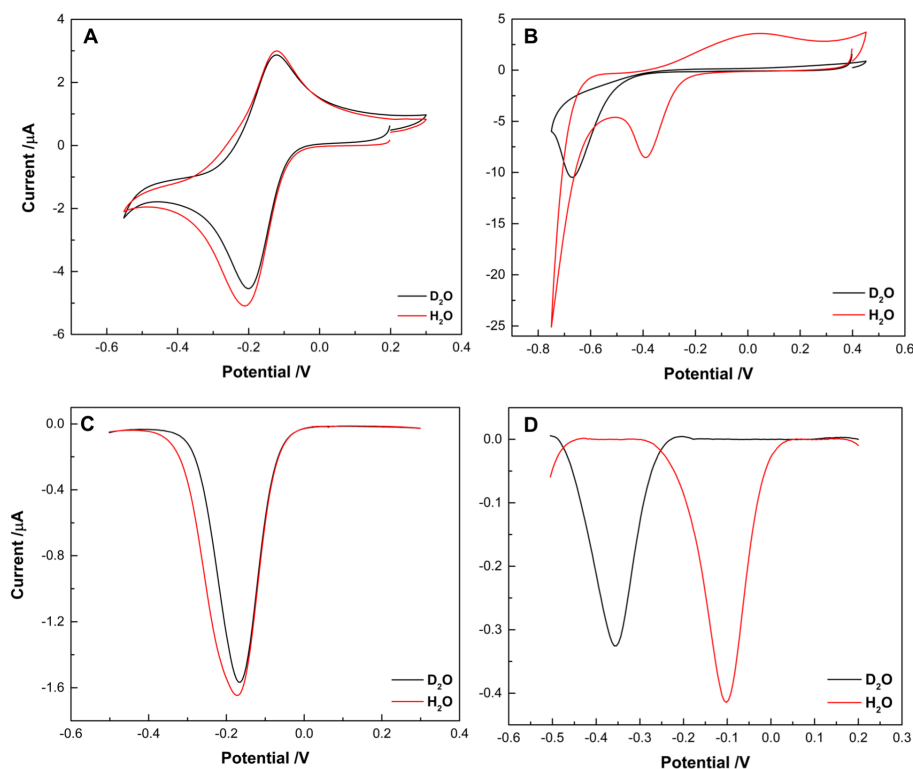 A
4
2
0
-2
-4
-6
Current /µA
-0.6
-0.4
-0.2
0.0
0.2
0.4
Potential /V
D₂O
H₂O
B
5
0
-5
-10
-15
-20
-25
-0.8
-0.6
-0.4
-0.2
0.0
0.2
0.4
0.6
Potential /V
D₂O
H₂O
C
0.0
-0.4
-0.8
-1.2
-1.6
Current /µA
-0.6
-0.4
-0.2
0.0
0.2
0.4
Potential /V
D₂O
H₂O
D
0.0
-0.1
-0.2
-0.3
-0.4
-0.6
-0.5
-0.4
-0.3
-0.2
-0.1
0.0
0.1
0.2
0.3
Potential /V
D₂O
H₂O